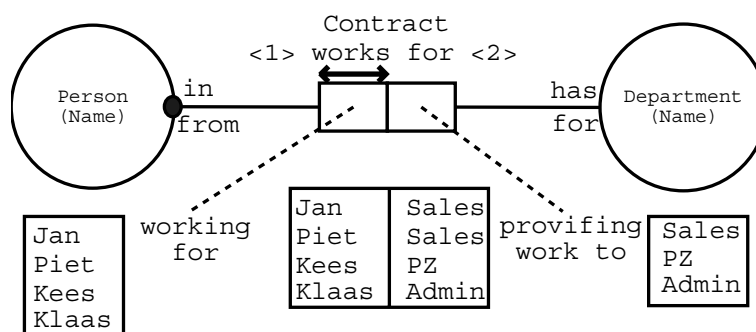 Contract
<1> works for <2>
Person
(Name)
in
from
has
for
Department
(Name)
working
for
provifing
work to
Jan
Piet
Kees
Klaas
Jan Sales
Piet Sales
Kees PZ
Klaas Admin
Sales
PZ
Admin